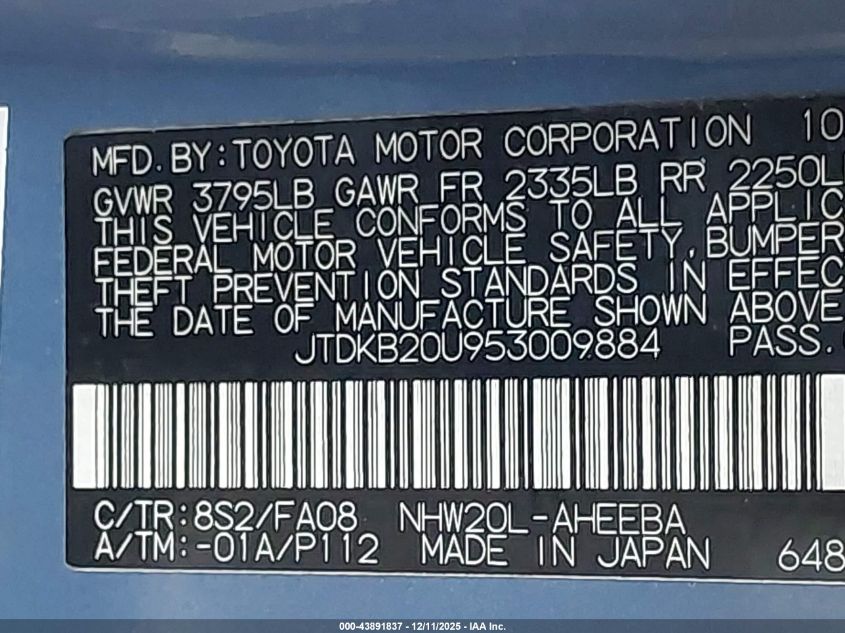 MFD. BY: TOYOTA MOTOR CORPORATION 10
GVWR 3795LB GAWR FR 2335LB RR 2250L
THIS VEHICLE CONFORMS TO ALL APPLIC
FEDERAL MOTOR VEHICLE SAFETY, BUMPER
THEFT PREVENTION STANDARDS IN EFFEC
THE DATE OF MANUFACTURE SHOWN ABOVE
JTDKB20U953009884 PASS.
C/TR: 8S2/FA08 NHW20L-AHEEBA
A/TM:-01A/P112 MADE IN JAPAN 648
000-43891837 - 12/11/2025 - IAA Inc.